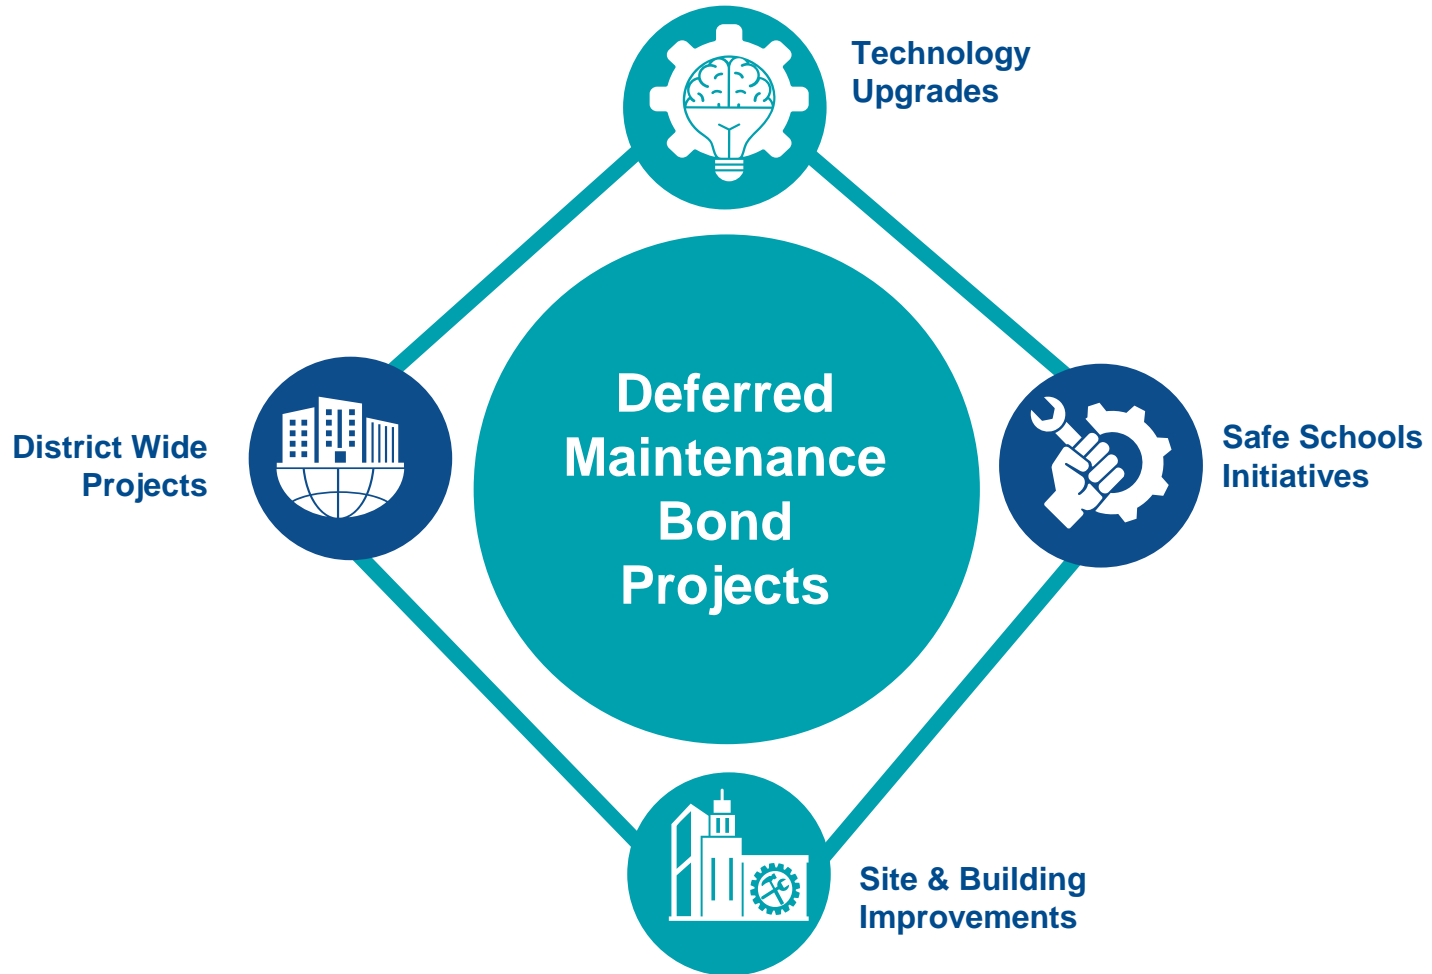 Technology
Upgrades
Deferred
Maintenance
Bond
Projects
District Wide
Projects
Safe Schools
Initiatives
Site & Building
Improvements